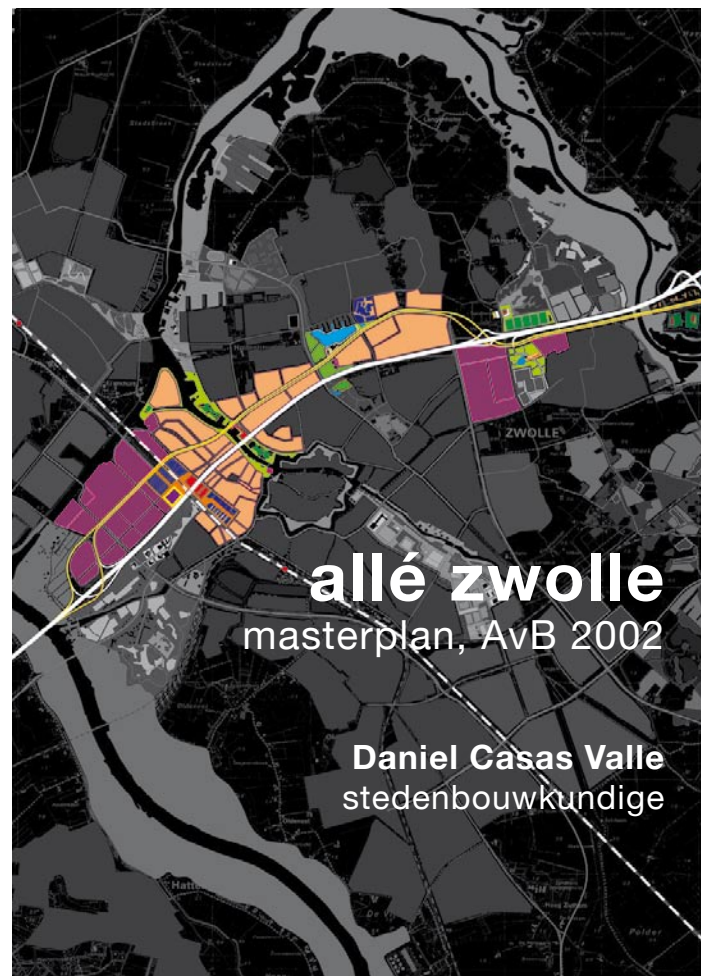 ZWOLLE
allé zwolle
masterplan, AvB 2002
Daniel Casas Valle
stedenbouwkundige